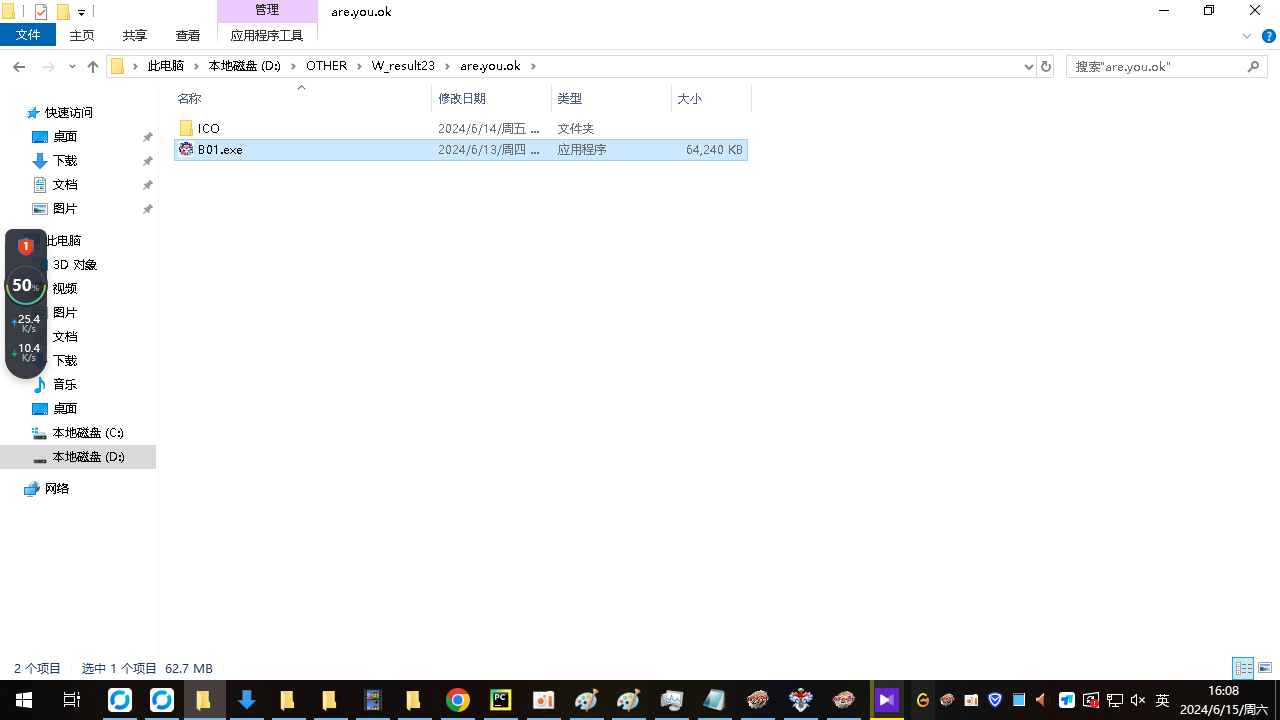 管理
are.you.ok
文件
主页
共享
查看
应用程序工具
此电脑
本地磁盘 (D:)
OTHER
W_result23
are.you.ok
搜索"are.you.ok"
名称
修改日期
类型
大小
ICO
2024/6/14/周五 ...
文件夹
B01.exe
2024/6/13/周四 ...
应用程序
64,240 KB
快速访问
桌面
下载
文档
图片
此电脑
3D 对象
视频
图片
文档
下载
音乐
桌面
本地磁盘 (C:)
本地磁盘 (D:)
网络
1
50%
25.4
K/s
10.4
K/s
2 个项目
选中 1 个项目
62.7 MB
PC
英
16:08
2024/6/15/周六